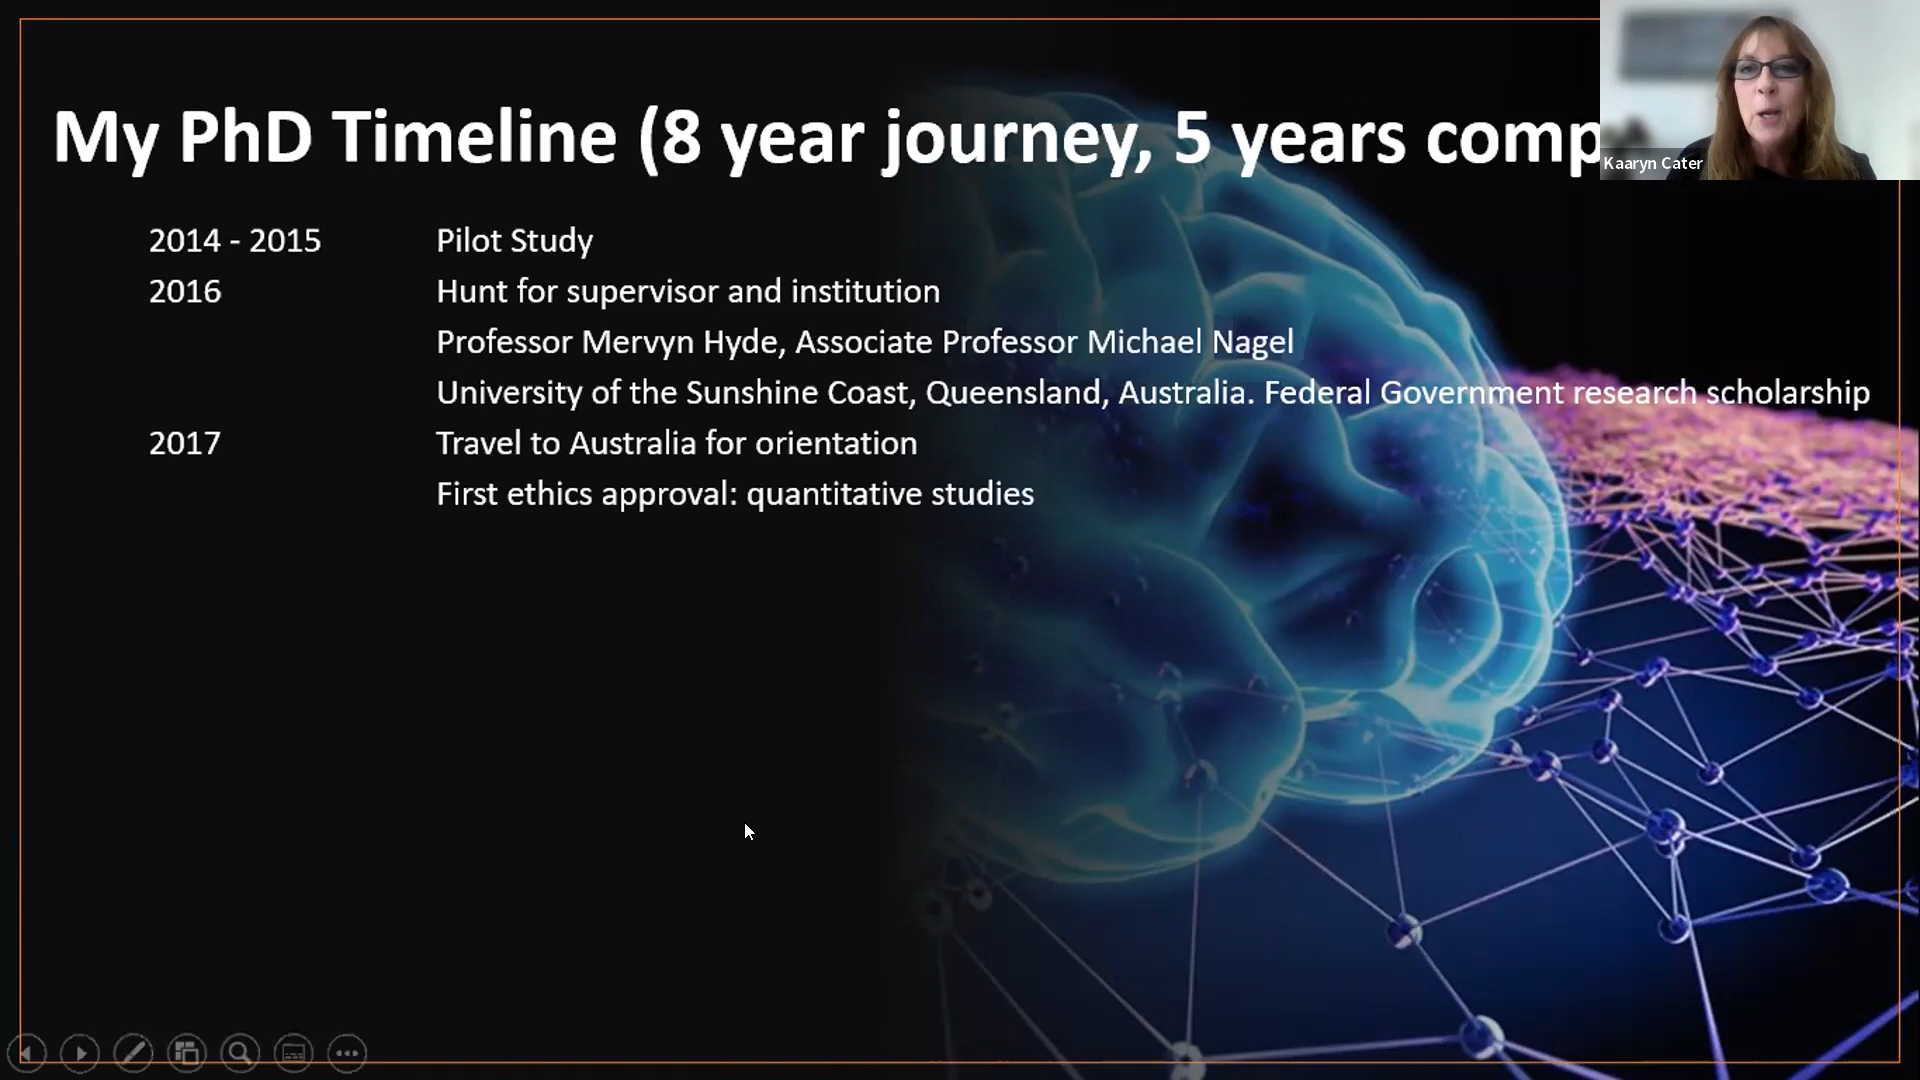 My PhD Timeline (8 year journey, 5 years comp
Kaaryn Cater
2014 - 2015 Pilot Study
2016 Hunt for supervisor and institution
Professor Mervyn Hyde, Associate Professor Michael Nagel
University of the Sunshine Coast, Queensland, Australia. Federal Government research scholarship
2017 Travel to Australia for orientation
First ethics approval: quantitative studies